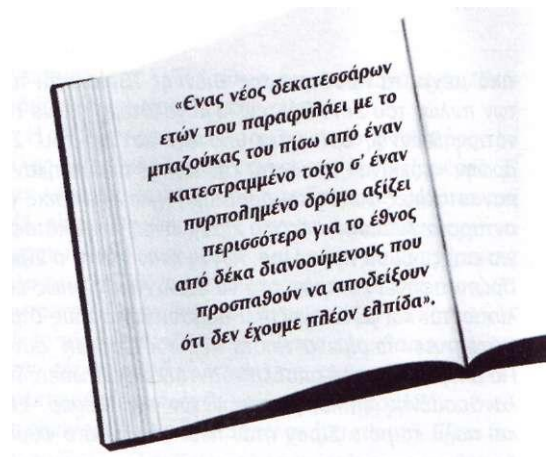 «Ενας νέος δεκατεσσάρων
ετών που παραφυλάει με το
μπαζούκας του πίσω από έναν
κατεστραμμένο τοίχο σ' έναν
πυρπολημένο δρόμο αξίζει
περισσότερο για το έθνος
από δέκα διανοούμενους που
προσπαθούν να αποδείξουν
ότι δεν έχουμε πλέον ελπίδα».